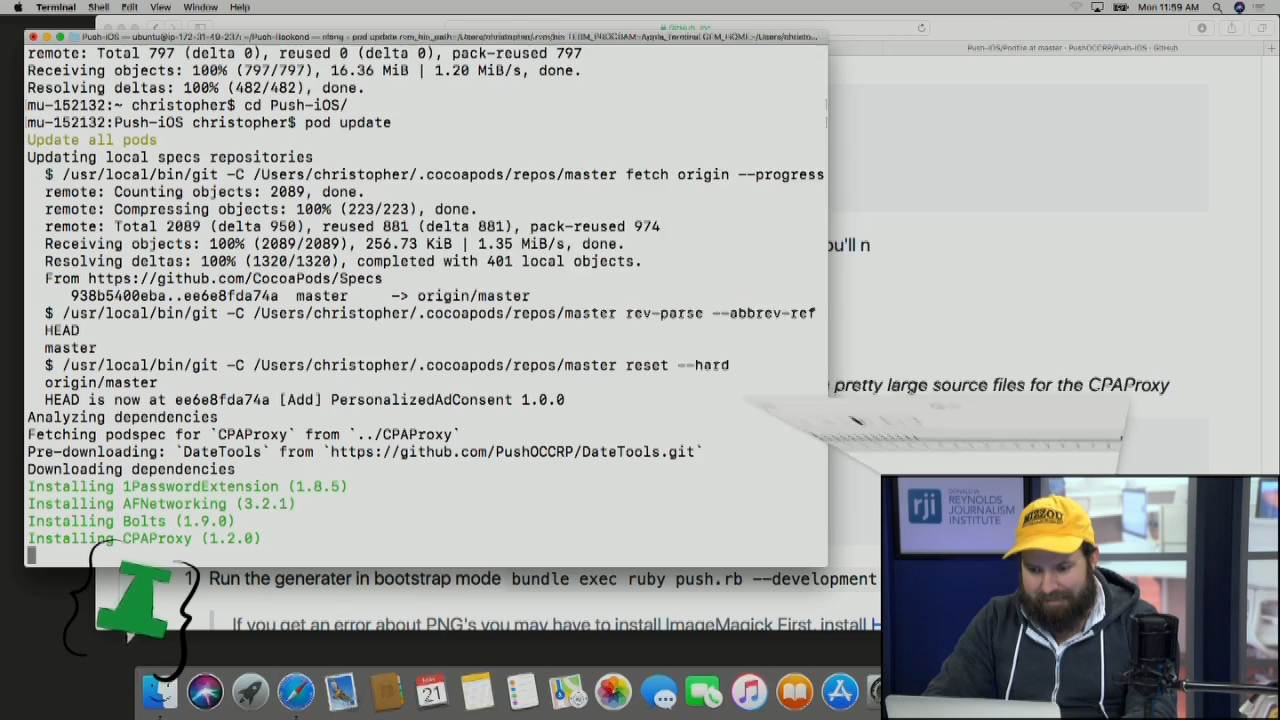 Terminal Shell Edit View Window Help
Mon 11:59 AM
GitHub, Inc.
Push-iOS/Podfile at master · PushOCCRP/Push-iOS · GitHub
remote: Total 797 (delta 0), reused 0 (delta 0), pack-reused 797
Receiving objects: 100% (797/797), 16.36 MiB | 1.20 MiB/s, done.
Resolving deltas: 100% (482/482), done.
mu-152132:~ christopher$ cd Push-iOS/
mu-152132:Push-iOS christopher$ pod update
Update all pods
Updating local specs repositories
$ /usr/local/bin/git -C /Users/christopher/.cocoapods/repos/master fetch origin --progress
remote: Counting objects: 2089, done.
remote: Compressing objects: 100% (223/223), done.
remote: Total 2089 (delta 950), reused 881 (delta 881), pack-reused 974
Receiving objects: 100% (2089/2089), 256.73 KiB | 1.35 MiB/s, done.
Resolving deltas: 100% (1320/1320), completed with 401 local objects.
From https://github.com/CocoaPods/Specs
938b5400eba..ee6e8fda74a master -> origin/master
$ /usr/local/bin/git -C /Users/christopher/.cocoapods/repos/master rev-parse --abbrev-ref
HEAD
master
$ /usr/local/bin/git -C /Users/christopher/.cocoapods/repos/master reset --hard
origin/master
HEAD is now at ee6e8fda74a [Add] PersonalizedAdConsent 1.0.0
Analyzing dependencies
Fetching podspec for `CPAProxy` from `../CPAProxy`
Pre-downloading: `DateTools` from `https://github.com/PushOCCRP/DateTools.git`
Downloading dependencies
Installing 1PasswordExtension (1.8.5)
Installing AFNetworking (3.2.1)
Installing Bolts (1.9.0)
Installing CPAProxy (1.2.0)
ou'll n
pretty large source files for the CPAProxy
1 Run the generater in bootstrap mode bundle exec ruby push.rb --development
If you get an error about PNG's you may have to install ImageMagick First, install H
21
rji
DONALD W.
REYNOLDS
JOURNALISM
INSTITUTE
MIZZOU
I